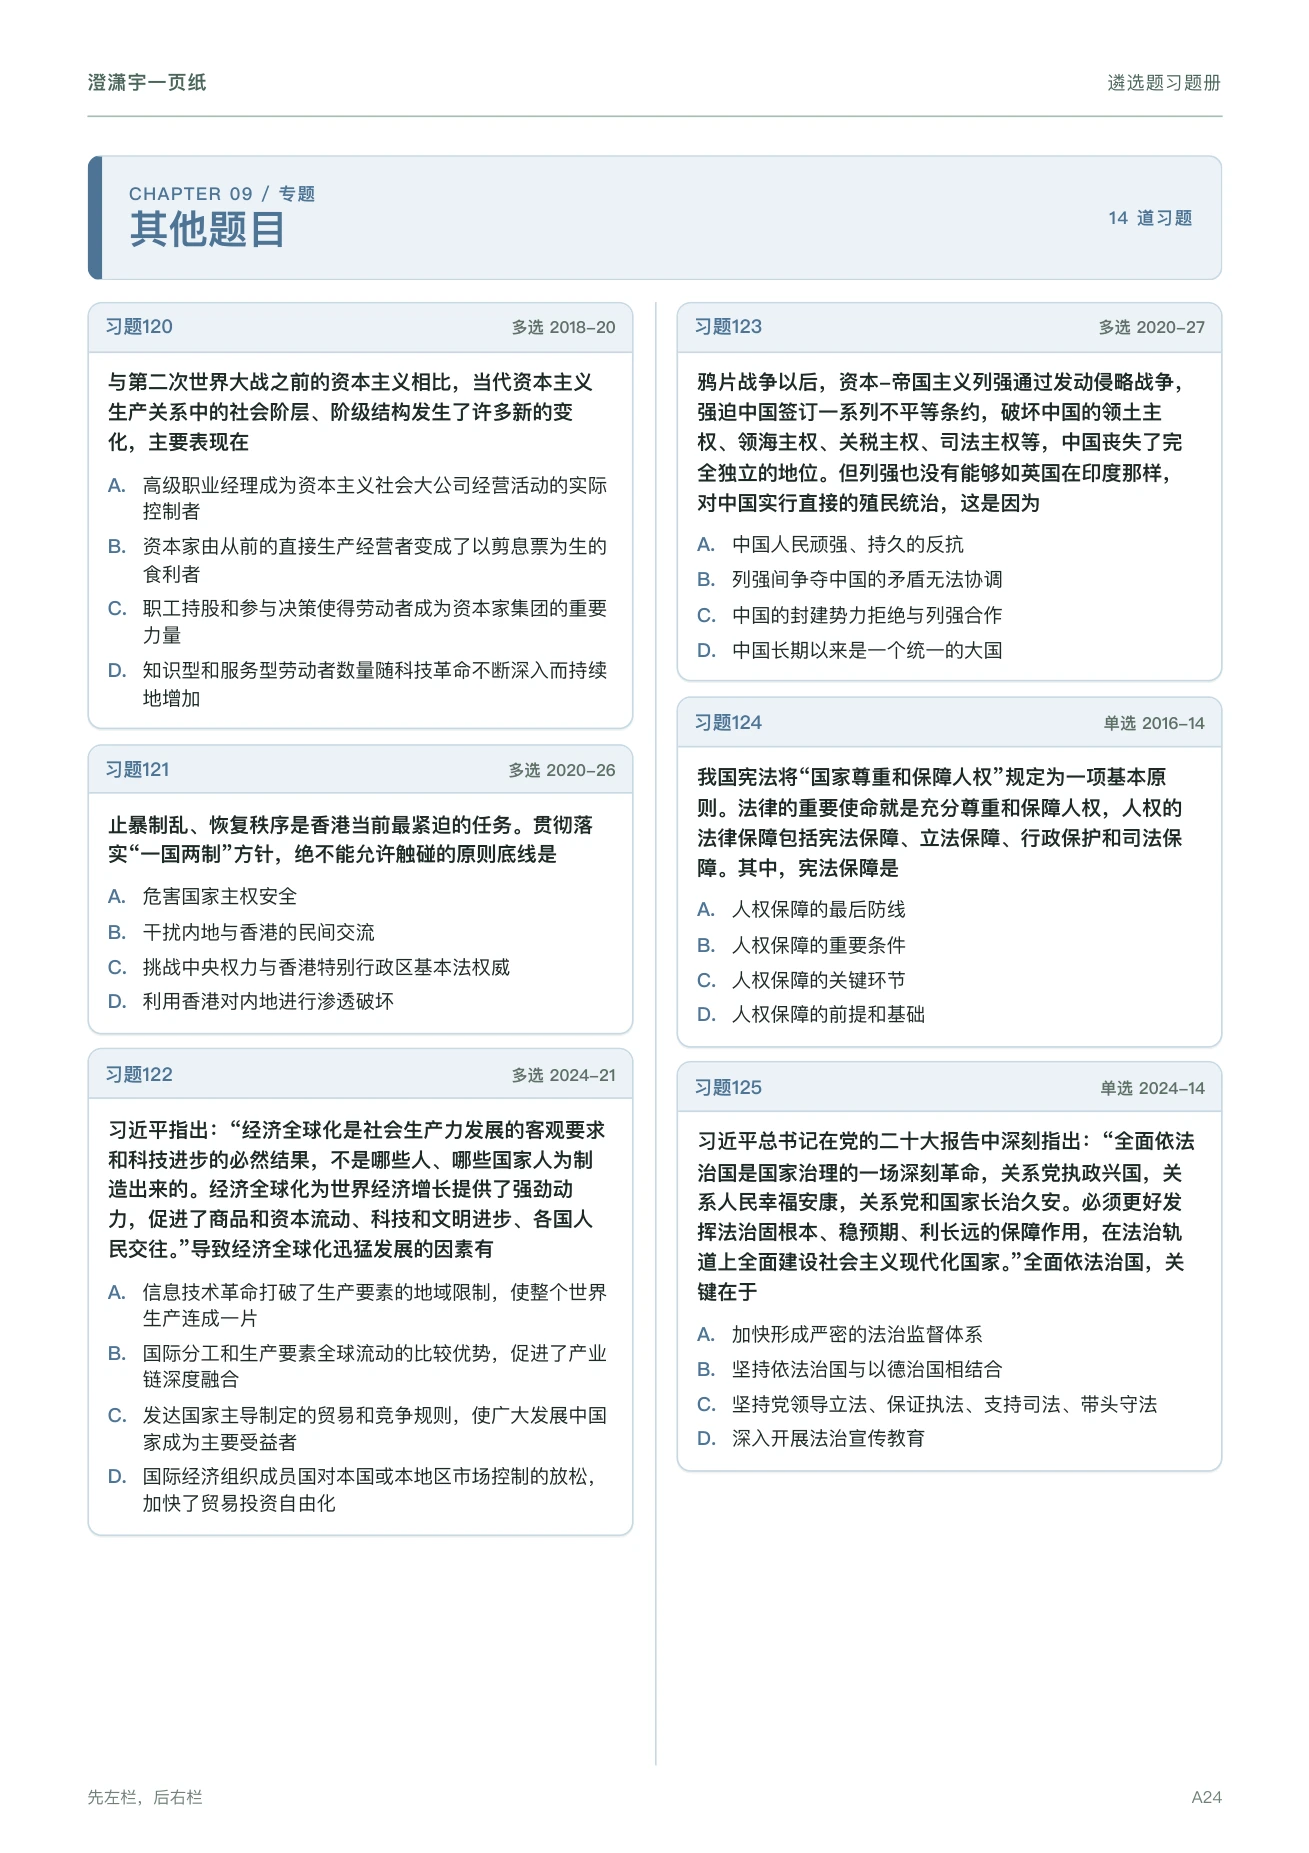 澄潇宇一页纸
遴选题习题册
CHAPTER 09 / 专题
其他题目
14 道习题
习题120
多选 2018–20
与第二次世界大战之前的资本主义相比，当代资本主义
生产关系中的社会阶层、阶级结构发生了许多新的变
化，主要表现在
A. 高级职业经理成为资本主义社会大公司经营活动的实际
控制者
B. 资本家由从前的直接生产经营者变成了以剪息票为生的
食利者
C. 职工持股和参与决策使得劳动者成为资本家集团的重要
力量
D. 知识型和服务型劳动者数量随科技革命不断深入而持续
地增加
习题121
多选 2020–26
止暴制乱、恢复秩序是香港当前最紧迫的任务。贯彻落
实“一国两制”方针，绝不能允许触碰的原则底线是
A. 危害国家主权安全
B. 干扰内地与香港的民间交流
C. 挑战中央权力与香港特别行政区基本法权威
D. 利用香港对内地进行渗透破坏
习题122
多选 2024–21
习近平指出：“经济全球化是社会生产力发展的客观要求
和科技进步的必然结果，不是哪些人、哪些国家人为制
造出来的。经济全球化为世界经济增长提供了强劲动
力，促进了商品和资本流动、科技和文明进步、各国人
民交往。”导致经济全球化迅猛发展的因素有
A. 信息技术革命打破了生产要素的地域限制，使整个世界
生产连成一片
B. 国际分工和生产要素全球流动的比较优势，促进了产业
链深度融合
C. 发达国家主导制定的贸易和竞争规则，使广大发展中国
家成为主要受益者
D. 国际经济组织成员国对本国或本地区市场控制的放松，
加快了贸易投资自由化
习题123
多选 2020–27
鸦片战争以后，资本–帝国主义列强通过发动侵略战争，
强迫中国签订一系列不平等条约，破坏中国的领土主
权、领海主权、关税主权、司法主权等，中国丧失了完
全独立的地位。但列强也没有能够如英国在印度那样，
对中国实行直接的殖民统治，这是因为
A. 中国人民顽强、持久的反抗
B. 列强间争夺中国的矛盾无法协调
C. 中国的封建势力拒绝与列强合作
D. 中国长期以来是一个统一的大国
习题124
单选 2016–14
我国宪法将“国家尊重和保障人权”规定为一项基本原
则。法律的重要使命就是充分尊重和保障人权，人权的
法律保障包括宪法保障、立法保障、行政保护和司法保
障。其中，宪法保障是
A. 人权保障的最后防线
B. 人权保障的重要条件
C. 人权保障的关键环节
D. 人权保障的前提和基础
习题125
单选 2024–14
习近平总书记在党的二十大报告中深刻指出：“全面依法
治国是国家治理的一场深刻革命，关系党执政兴国，关
系人民幸福安康，关系党和国家长治久安。必须更好发
挥法治固根本、稳预期、利长远的保障作用，在法治轨
道上全面建设社会主义现代化国家。”全面依法治国，关
键在于
A. 加快形成严密的法治监督体系
B. 坚持依法治国与以德治国相结合
C. 坚持党领导立法、保证执法、支持司法、带头守法
D. 深入开展法治宣传教育
先左栏，后右栏
A24